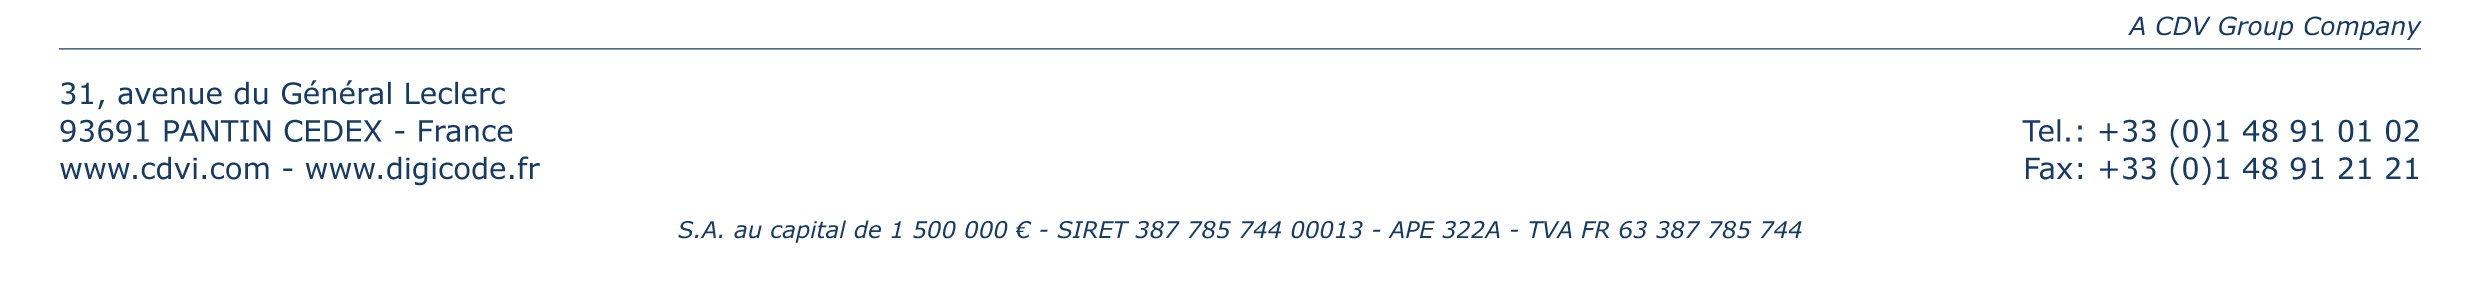 A CDV Group Company
31, avenue du Général Leclerc
93691 PANTIN CEDEX - France
www.cdvi.com - www.digicode.fr
Tel.: +33 (0)1 48 91 01 02
Fax: +33 (0)1 48 91 21 21
S.A. au capital de 1 500 000 € - SIRET 387 785 744 00013 - APE 322A - TVA FR 63 387 785 744